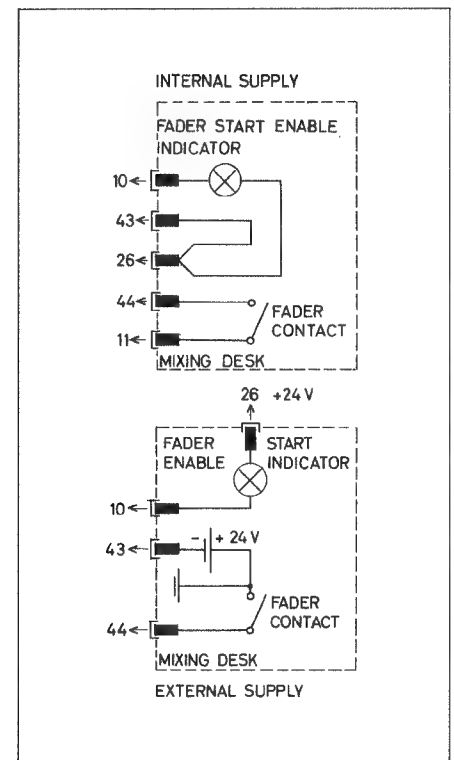 INTERNAL SUPPLY
FADER START ENABLE
INDICATOR
10
43
26
44
FADER
CONTACT
11
MIXING DESK
26 +24 V
FADER START
ENABLE INDICATOR
10
43
- + 24 V
FADER
CONTACT
44
MIXING DESK
EXTERNAL SUPPLY